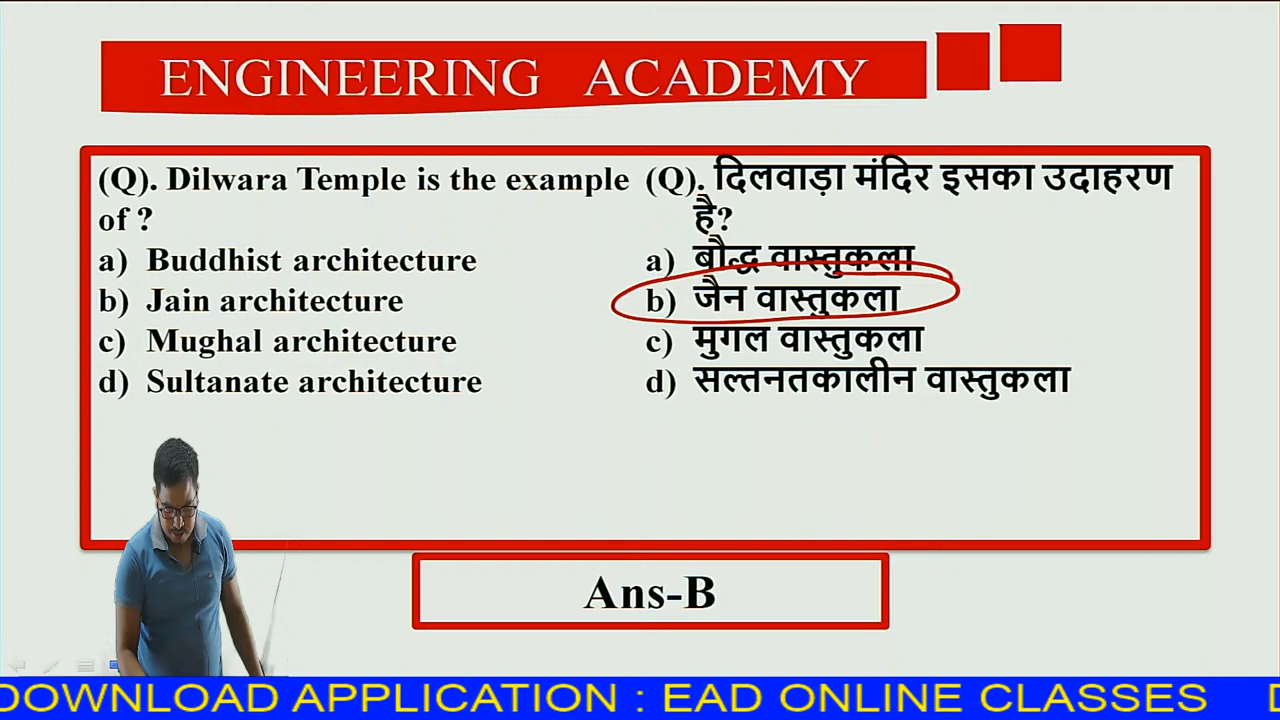 ENGINEERING ACADEMY
(Q). Dilwara Temple is the example
of ?
a) Buddhist architecture
b) Jain architecture
c) Mughal architecture
d) Sultanate architecture
(Q). दिलवाड़ा मंदिर इसका उदाहरण
है?
a) बौद्ध वास्तुकला
b) जैन वास्तुकला
c) मुगल वास्तुकला
d) सल्तनतकालीन वास्तुकला
Ans-B
DOWNLOAD APPLICATION : EAD ONLINE CLASSES D